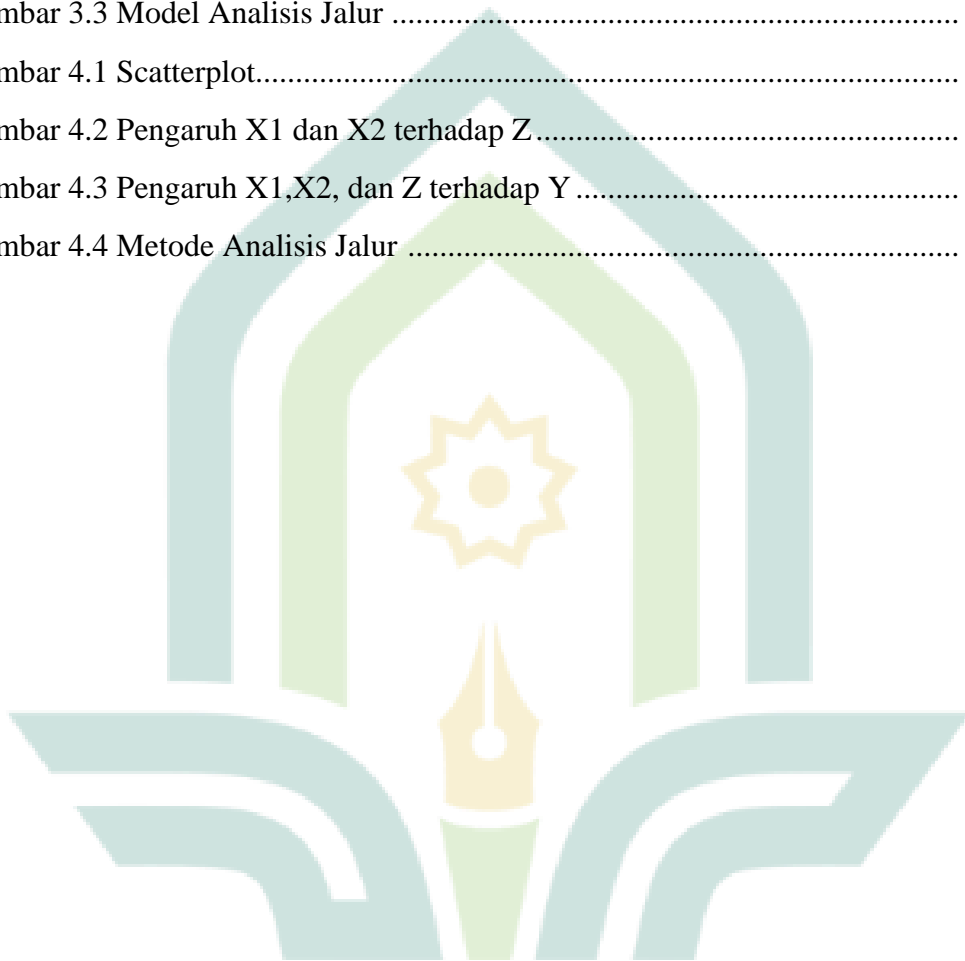 mbar 3.3 Model Analisis Jalur ......................................................................
mbar 4.1 Scatterplot.......................................................................................
mbar 4.2 Pengaruh X1 dan X2 terhadap Z....................................................
mbar 4.3 Pengaruh X1,X2, dan Z terhadap Y...............................................
mbar 4.4 Metode Analisis Jalur ....................................................................